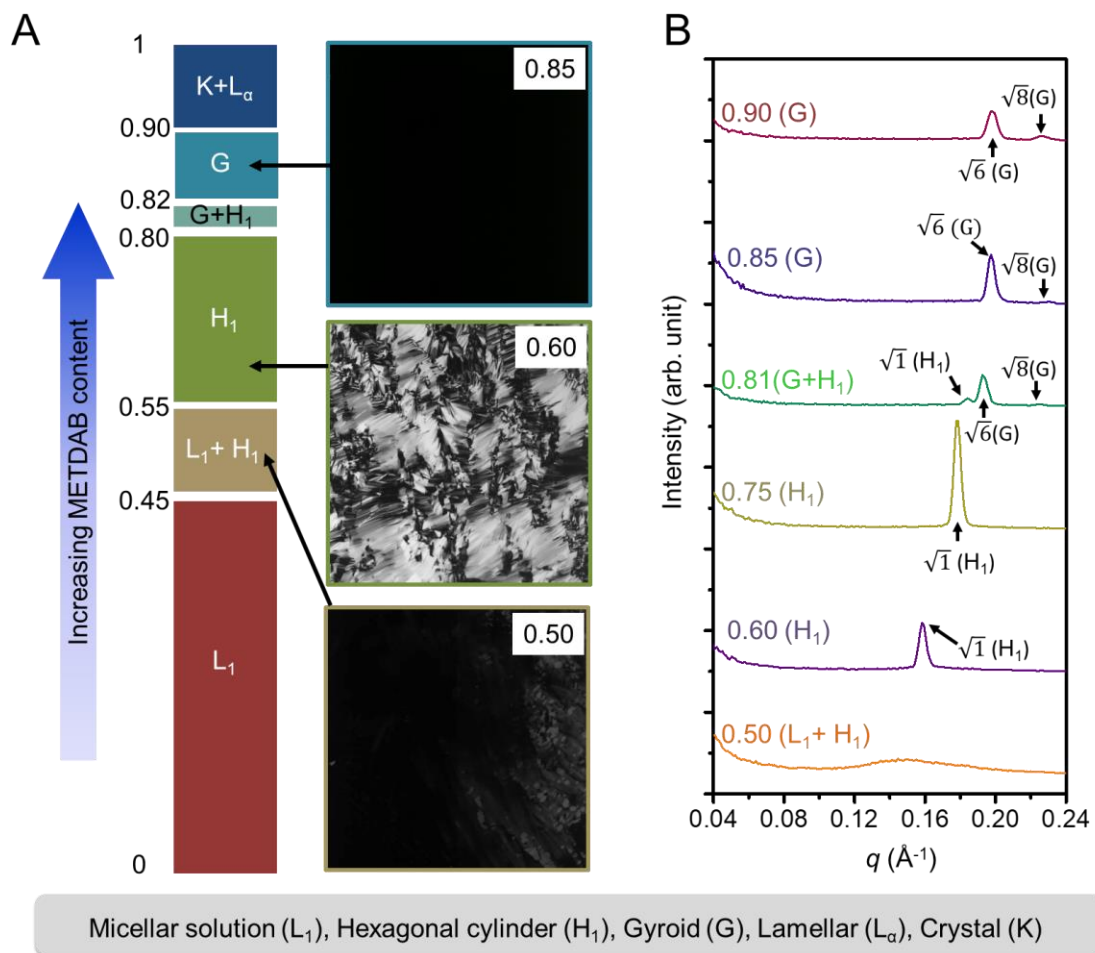 A
1
K+Lα
0.90
G
0.82
G+H₁
0.80
H₁
0.55
L₁+ H₁
0.45
L₁
0
Increasing METDAB content
0.85
0.60
0.50
B
Intensity (arb. unit)
0.90 (G)
√8(G)
√6 (G)
√6 (G)
0.85 (G)
√8(G)
√1 (H₁)
√8(G)
0.81(G+H₁)
√6(G)
0.75 (H₁)
√1 (H₁)
0.60 (H₁)
√1 (H₁)
0.50 (L₁+ H₁)
0.04 0.08 0.12 0.16 0.20 0.24
q (Å⁻¹)
Micellar solution (L₁), Hexagonal cylinder (H₁), Gyroid (G), Lamellar (Lα), Crystal (K)